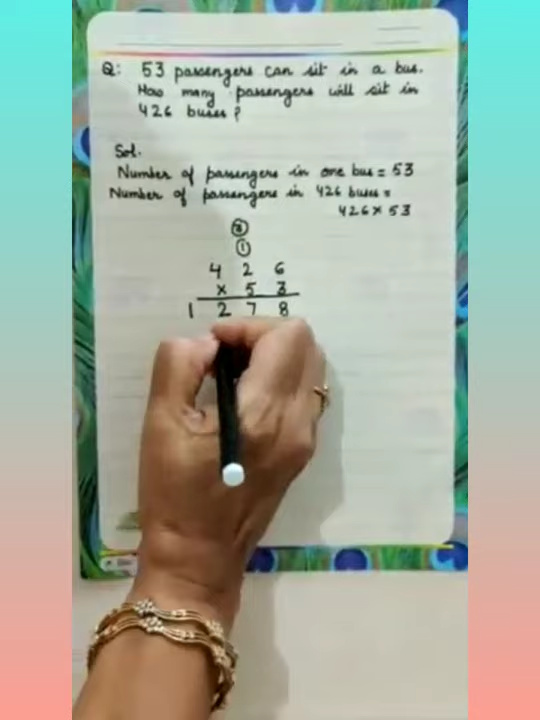 Q: 53 passengers can sit in a bus.
How many passengers will sit in
426 buses?
Sol.
Number of passengers in one bus = 53
Number of passengers in 426 buses =
426 × 53
①
4 2 6
× 5 3
1 2 7 8